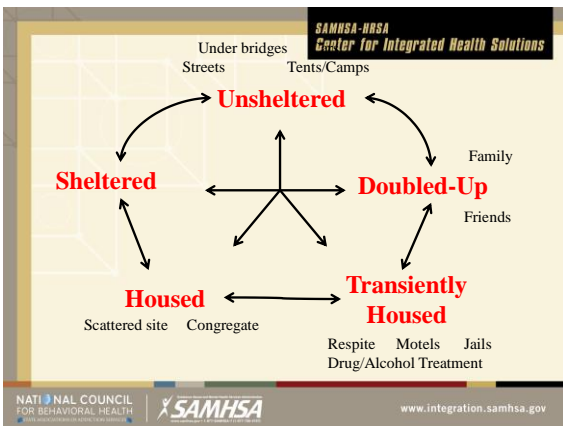 SAMHSA-HRSA
Center for Integrated Health Solutions
Under bridges
Streets Tents/Camps
Unsheltered
Family
Sheltered
Doubled-Up
Friends
Transiently
Housed
Housed
Scattered site Congregate
Respite Motels Jails
Drug/Alcohol Treatment
NATIONAL COUNCIL
FOR BEHAVIORAL HEALTH
SAMHSA
www.integration.samhsa.gov